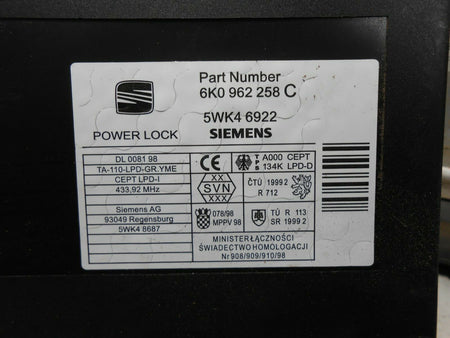 Part Number
6K0 962 258 C
5WK4 6922
POWER LOCK
SIEMENS
DL 0081 98
TA-110-LPD-GR.YME
CEPT LPD-I
433,92 MHz
Siemens AG
93049 Regensburg
5WK4 8687
CE
XX
SVN
XXX
TPS A000 CEPT
134K LPD-D
ČTÚ 1999 2
R 712
078/98
MPPV 98
TÚ R 113
SR 1999 2
MINISTER ŁĄCZNOŚCI
ŚWIADECTWO HOMOLOGACJI
Nr 908/909/910/98